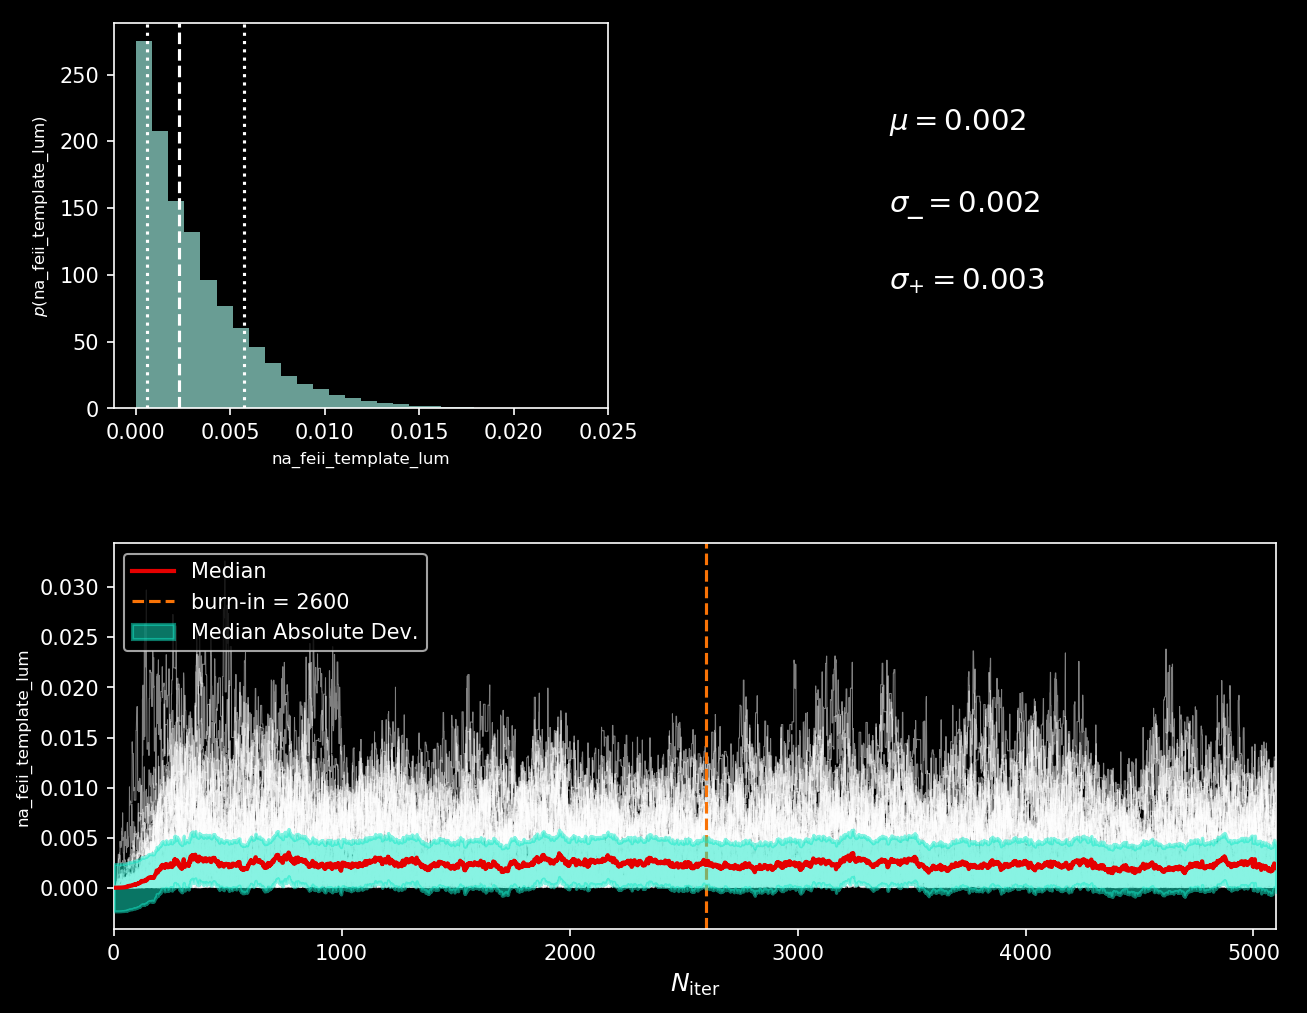 250
200
150
100
50
0
p(na_feii_template_lum)
0.000 0.005 0.010 0.015 0.020 0.025
na_feii_template_lum
μ = 0.002
σ₋ = 0.002
σ₊ = 0.003
Median
burn-in = 2600
Median Absolute Dev.
0.030
0.025
0.020
0.015
0.010
0.005
0.000
na_feii_template_lum
0 1000 2000 3000 4000 5000
N_iter